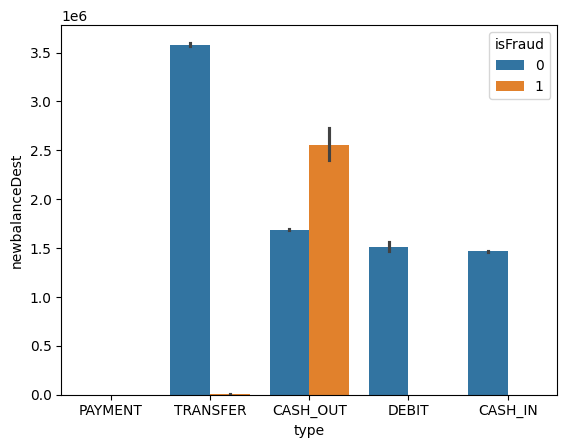 1e6
isFraud
0
1
3.5
3.0
2.5
2.0
1.5
1.0
0.5
0.0
newbalanceDest
PAYMENT TRANSFER CASH_OUT DEBIT CASH_IN
type